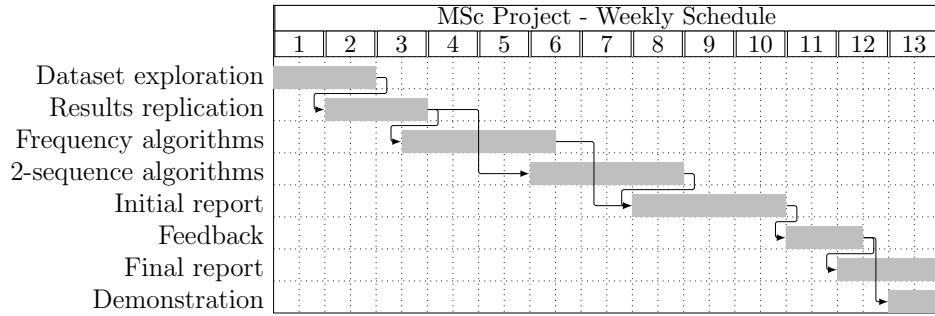 MSc Project - Weekly Schedule
1 2 3 4 5 6 7 8 9 10 11 12 13
Dataset exploration
Results replication
Frequency algorithms
2-sequence algorithms
Initial report
Feedback
Final report
Demonstration